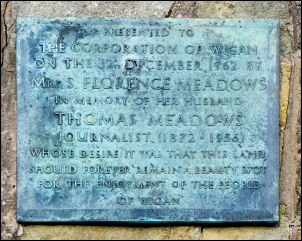 PRESENTED TO
THE CORPORATION OF WIGAN
ON THE 12TH DECEMBER 1962 BY
MRS S. FLORENCE MEADOWS
IN MEMORY OF HER HUSBAND
THOMAS MEADOWS
JOURNALIST (1872 - 1956)
WHOSE DESIRE IT WAS THAT THIS LAND
SHOULD FOREVER REMAIN A BEAUTY SPOT
FOR THE ENJOYMENT OF THE PEOPLE
OF WIGAN